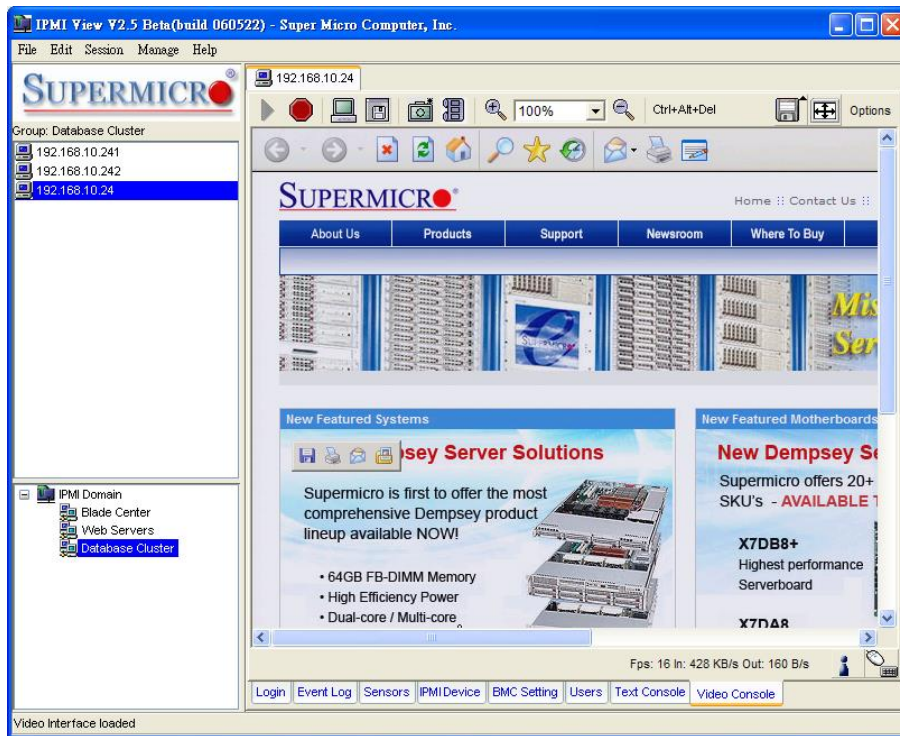 IPMI View V2.5 Beta(build 060522) - Super Micro Computer, Inc.
File Edit Session Manage Help
SUPERMICRO®
Group: Database Cluster
192.168.10.241
192.168.10.242
192.168.10.24
IPMI Domain
Blade Center
Web Servers
Database Cluster
192.168.10.24
100%
Ctrl+Alt+Del
Options
SUPERMICRO®
Home :: Contact Us ::
About Us Products Support Newsroom Where To Buy
Mis
Ser
New Featured Systems
sey Server Solutions
Supermicro is first to offer the most
comprehensive Dempsey product
lineup available NOW!
• 64GB FB-DIMM Memory
• High Efficiency Power
• Dual-core / Multi-core
New Featured Motherboards
New Dempsey Se
Supermicro offers 20+
SKU's - AVAILABLE T
X7DB8+
Highest performance
Serverboard
X7DA8
Fps: 16 In: 428 KB/s Out: 160 B/s
Login Event Log Sensors IPMI Device BMC Setting Users Text Console Video Console
Video Interface loaded